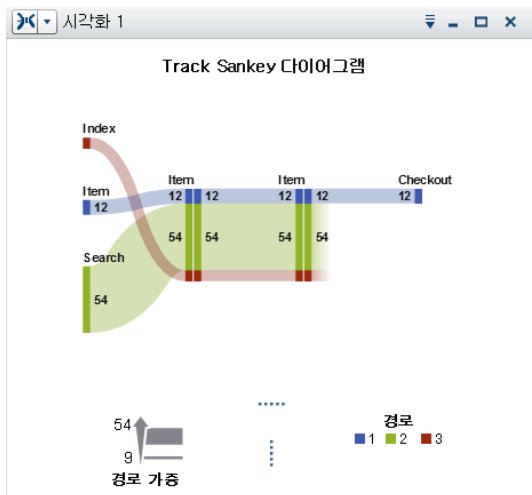 시각화 1
Track Sankey 다이어그램
Index
Item
12
Search
54
Item
12 12
54 54
Item
12 12
54 54
Checkout
12
54
9
경로 가중
경로
1 2 3